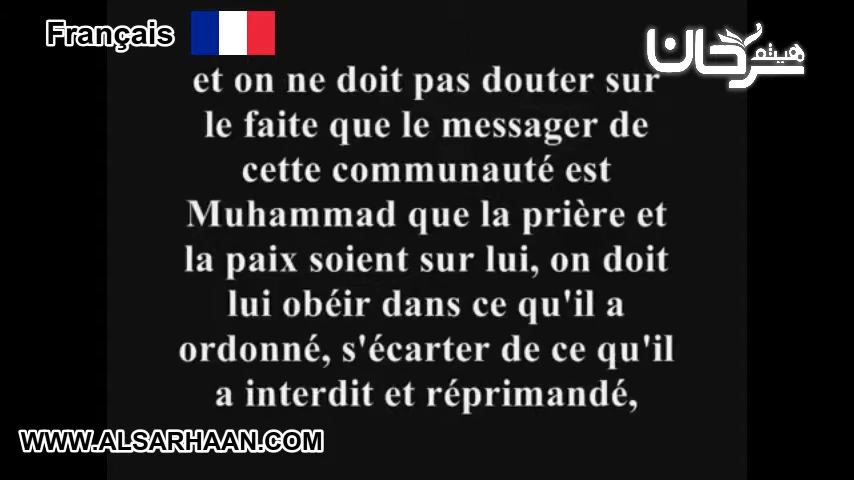 Français
هيثم سرحان
et on ne doit pas douter sur
le faite que le messager de
cette communauté est
Muhammad que la prière et
la paix soient sur lui, on doit
lui obéir dans ce qu'il a
ordonné, s'écarter de ce qu'il
a interdit et réprimandé,
WWW.ALSARHAAN.COM